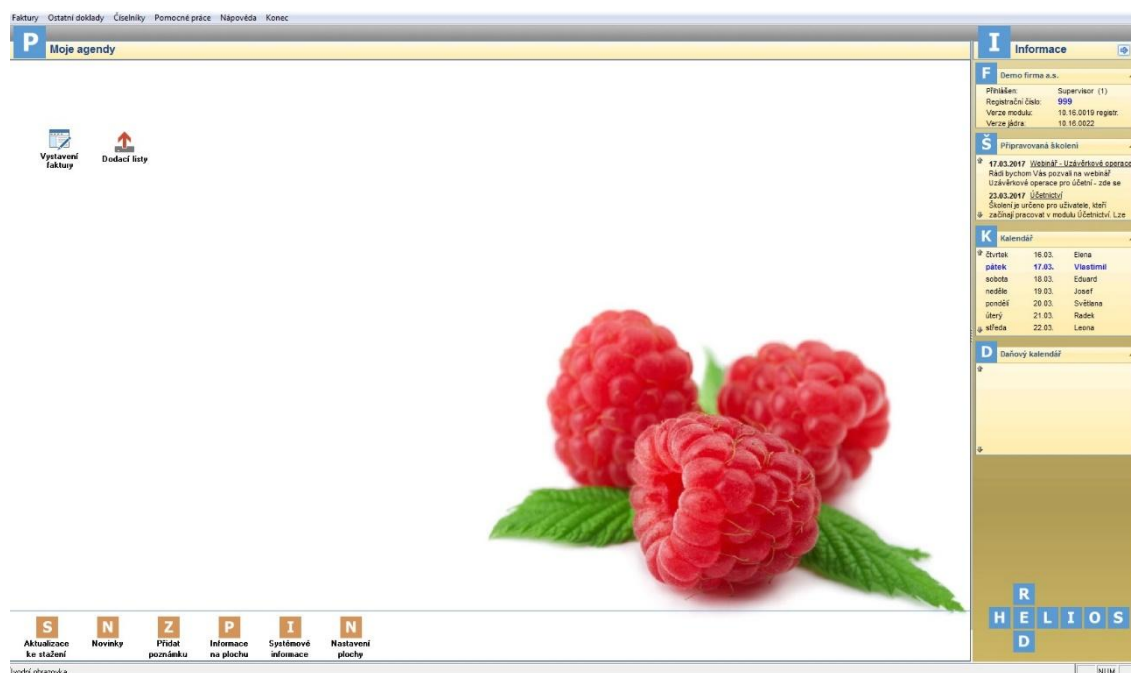 Faktury Ostatní doklady Číselníky Pomocné práce Nápověda Konec
P Moje agendy
Vystavení
faktury
Dodací listy
S
Aktualizace
ke stažení
N
Novinky
Z
Přidat
poznámku
P
Informace
na plochu
I
Systémové
informace
N
Nastavení
plochy
I Informace
F Demo firma a.s.
Přihlášen: Supervisor (1)
Registrační číslo: 999
Verze modulu: 10.16.0019 registr.
Verze jádra: 10.16.0022
Š Připravovaná školení
17.03.2017 Webinář - Uzávěrkové operace
Rádi bychom Vás pozvali na webinář
Uzávěrkové operace pro účetní - zde se
23.03.2017 Účetnictví
Školení je určeno pro uživatele, kteří
začínají pracovat v modulu Účetnictví. Lze
K Kalendář
čtvrtek 16.03. Elena
pátek 17.03. Vlastimil
sobota 18.03. Eduard
neděle 19.03. Josef
pondělí 20.03. Světlana
úterý 21.03. Radek
středa 22.03. Leona
D Daňový kalendář
HELIOS
RED
vodní obrazovka
NUM